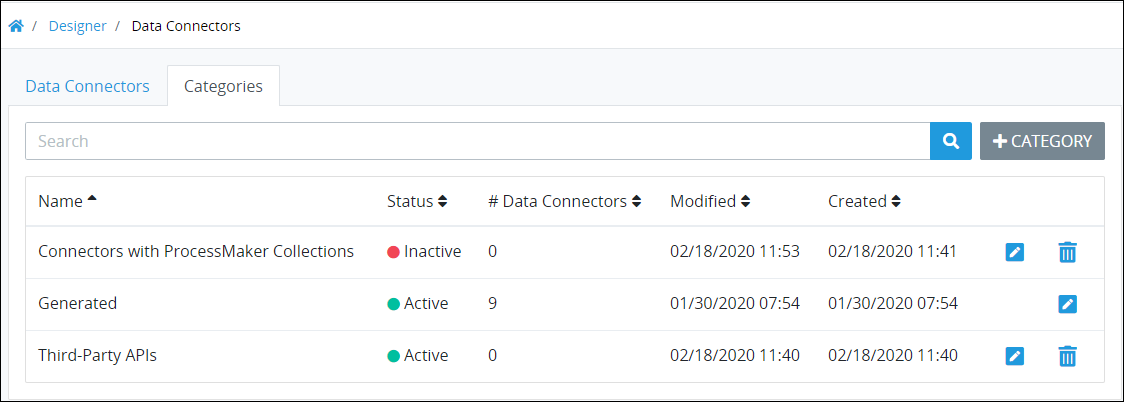 / Designer / Data Connectors
Data Connectors Categories
Search CATEGORY
Name Status # Data Connectors Modified Created
Connectors with ProcessMaker Collections Inactive 0 02/18/2020 11:53 02/18/2020 11:41
Generated Active 9 01/30/2020 07:54 01/30/2020 07:54
Third-Party APIs Active 0 02/18/2020 11:40 02/18/2020 11:40